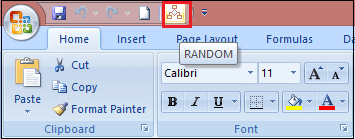 Home Insert Page Layout Formulas
RANDOM
Paste
Cut
Copy
Format Painter
Clipboard
Calibri 11 A A
B I U A
Font